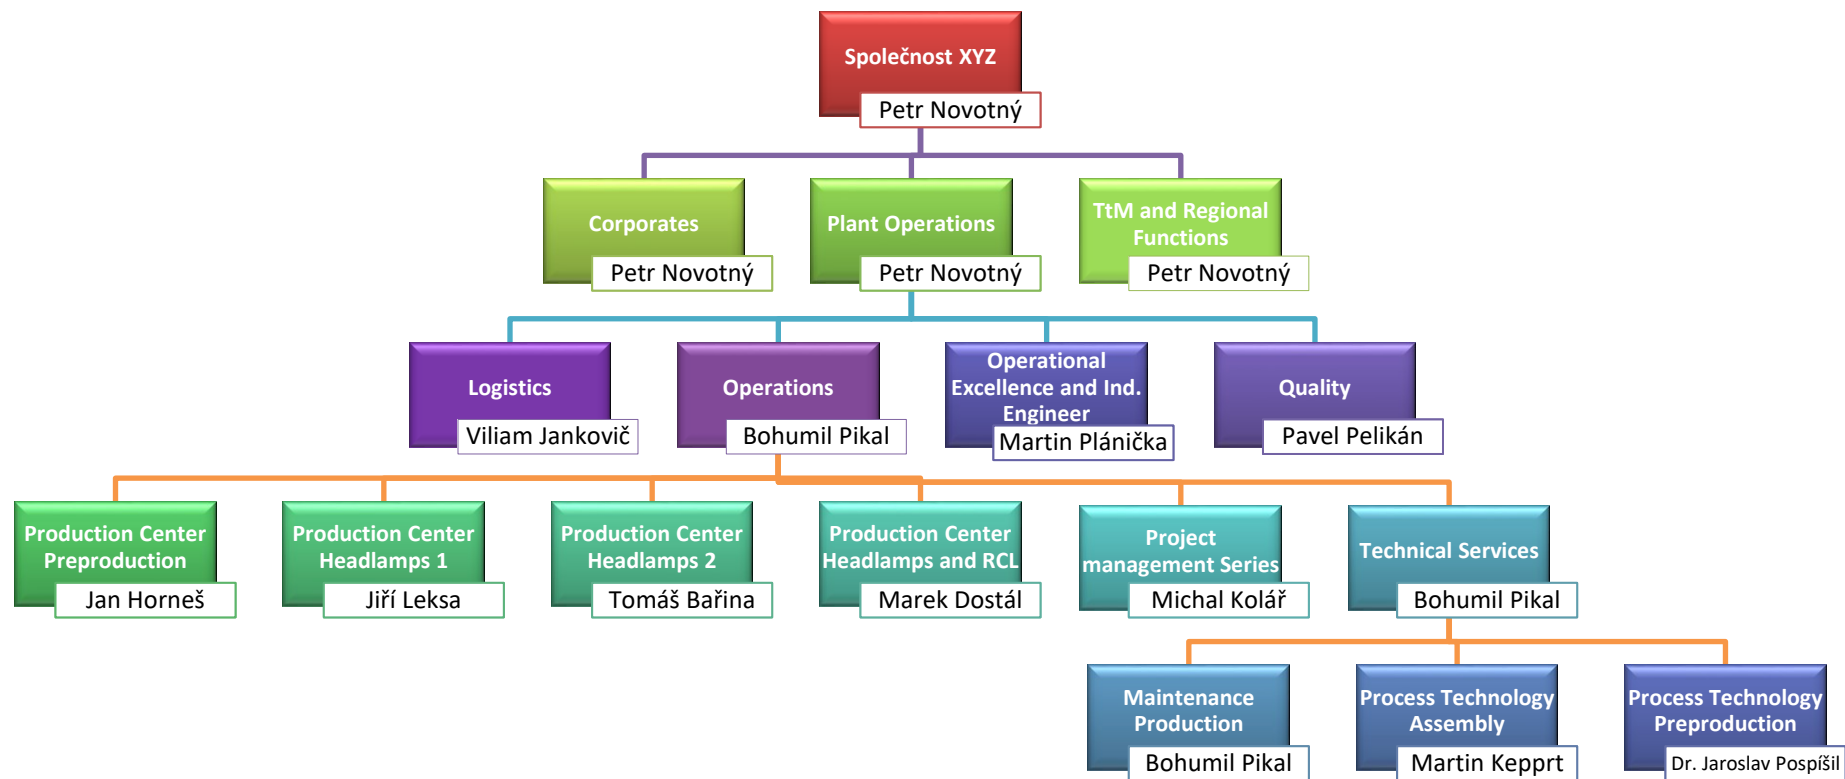 Společnost XYZ
Petr Novotný
Corporates
Petr Novotný
Plant Operations
Petr Novotný
TtM and Regional
Functions
Petr Novotný
Logistics
Viliam Jankovič
Operations
Bohumil Pikal
Operational
Excellence and Ind.
Engineer
Martin Plánička
Quality
Pavel Pelikán
Production Center
Preproduction
Jan Horneš
Production Center
Headlamps 1
Jiří Leksa
Production Center
Headlamps 2
Tomáš Bařina
Production Center
Headlamps and RCL
Marek Dostál
Project
management Series
Michal Kolář
Technical Services
Bohumil Pikal
Maintenance
Production
Bohumil Pikal
Process Technology
Assembly
Martin Kepprt
Process Technology
Preproduction
Dr. Jaroslav Pospíšil